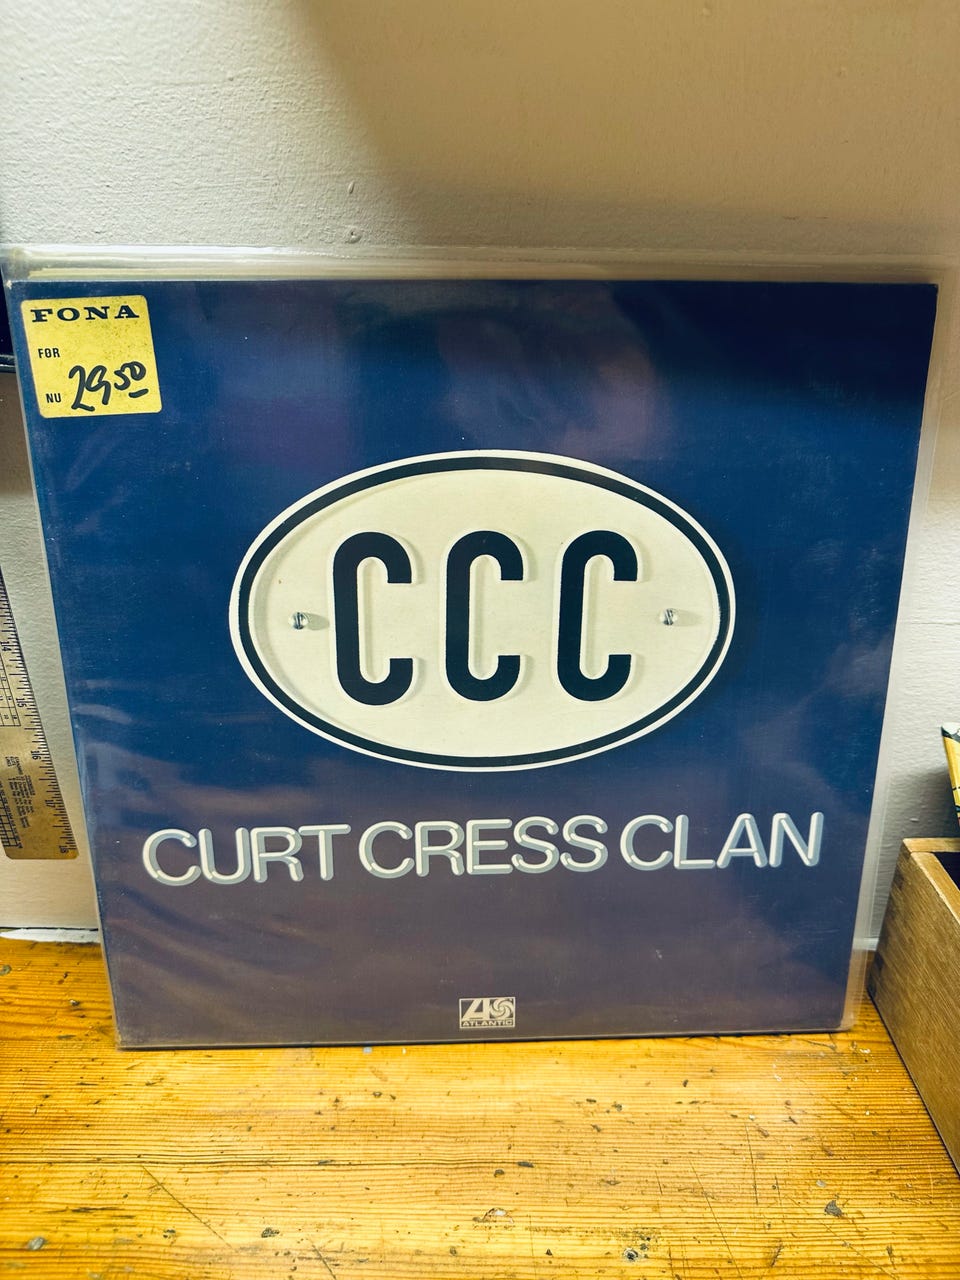 FONA
FØR
NU 29 50
CCC
CURT CRESS CLAN
ATLANTIC